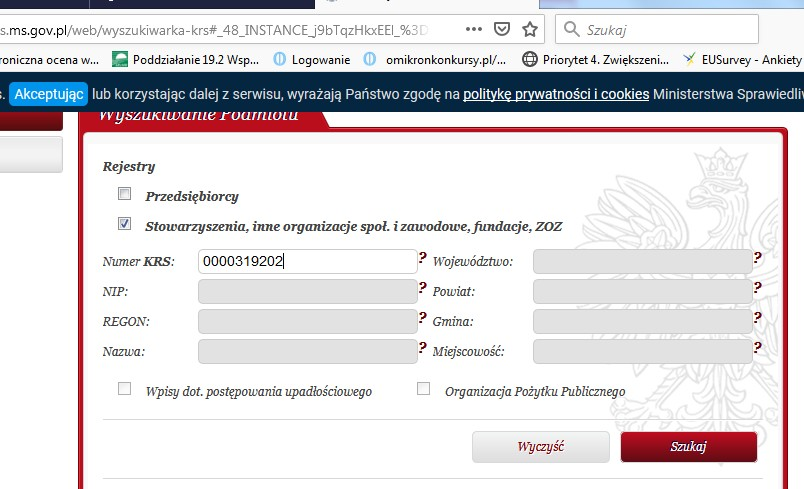 s.ms.gov.pl/web/wyszukiwarka-krs#_48_INSTANCE_j9bTqzHkxEEl_%3D
Szukaj
roniczna ocena w... Poddziałanie 19.2 Wsp... Logowanie omikronkonkursy.pl/... Priorytet 4. Zwiększeni... EUSurvey - Ankiety
s. Akceptując lub korzystając dalej z serwisu, wyrażają Państwo zgodę na politykę prywatności i cookies Ministerstwa Sprawiedliw
Wyszukiwanie Podmiotu
Rejestry
Przedsiębiorcy
Stowarzyszenia, inne organizacje społ. i zawodowe, fundacje, ZOZ
Numer KRS: 0000319202 ? Województwo: ?
NIP: ? Powiat: ?
REGON: ? Gmina: ?
Nazwa: ? Miejscowość: ?
Wpisy dot. postępowania upadłościowego Organizacja Pożytku Publicznego
Wyczyść Szukaj